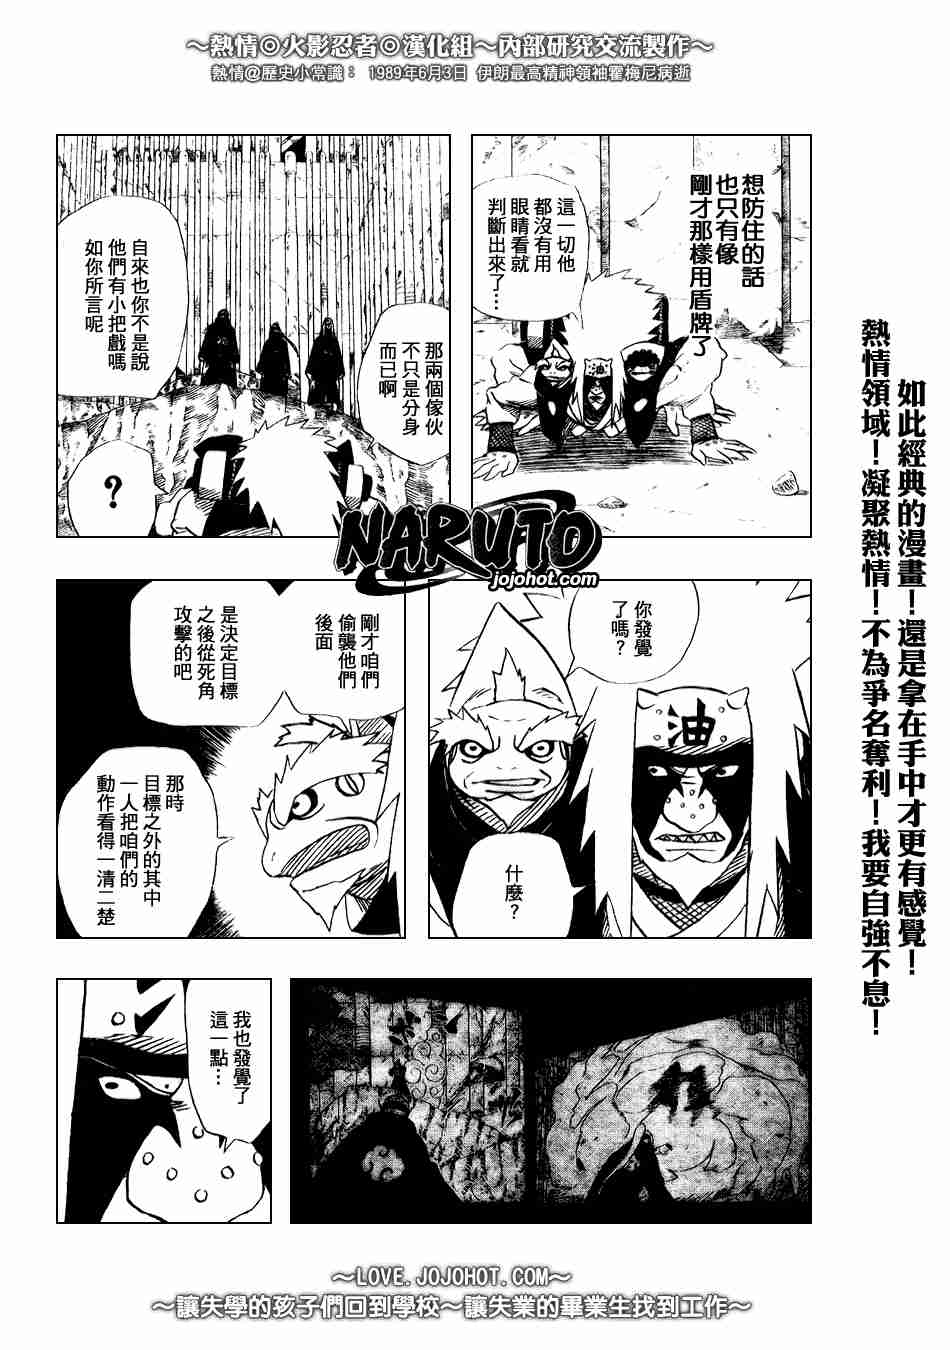 ～熱情◎火影忍者◎漢化組～內部研究交流製作～
熱情@歷史小常識： 1989年6月3日 伊朗最高精神領袖霍梅尼病逝
想防住的話
也只有像
剛才那樣用盾牌了
這一切他
都沒有用
眼睛看就
判斷出來了…
油
那兩個傢伙
不只是分身
而已啊
自來也你不是說
他們有小把戲嗎
如你所言呢
？
NARUTO
jojohot.com
你發覺
了嗎？
油
什麼？
剛才咱們
偷襲他們
後面
是決定目標
之後從死角
攻擊的吧
那時
目標之外的其中
一人把咱們的
動作看得一清二楚
我也發覺了
這一點…
如此經典的漫畫！還是拿在手中才更有感覺！
熱情領域！凝聚熱情！不為爭名奪利！我要自強不息！
～LOVE.JOJOHOT.COM～
～讓失學的孩子們回到學校～讓失業的畢業生找到工作～